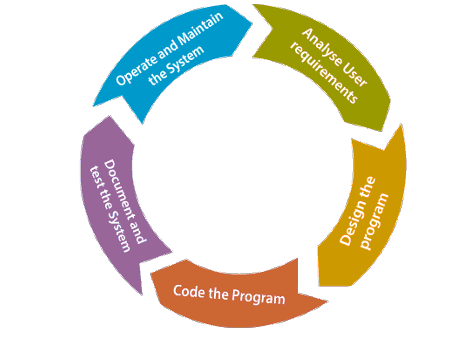 Operate and Maintain
the System
Analyse User
requirements
Design the
program
Code the Program
Document and
test the System